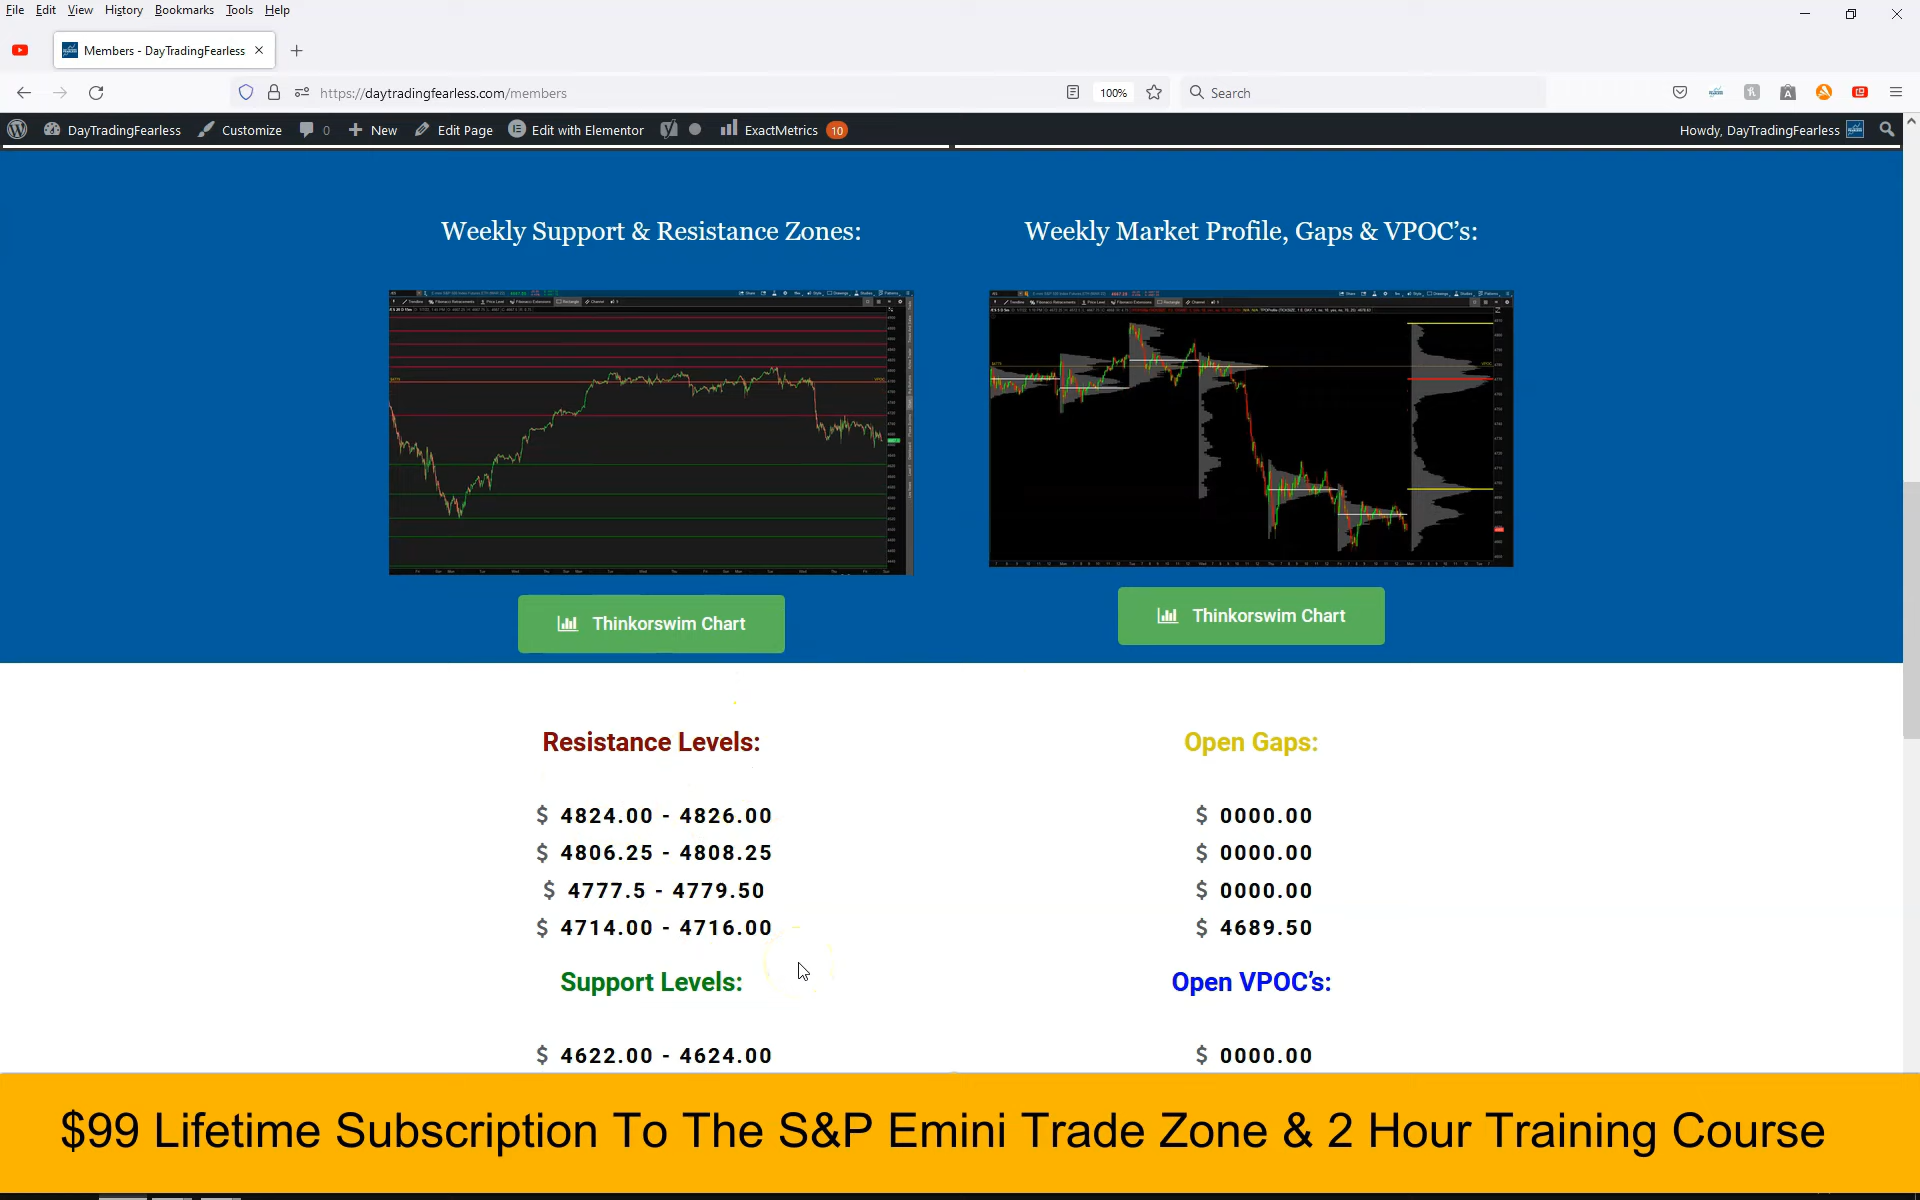 File Edit View History Bookmarks Tools Help
Members - DayTradingFearless
https://daytradingfearless.com/members
100%
Search
DayTradingFearless Customize 0 New Edit Page Edit with Elementor ExactMetrics 10
Howdy, DayTradingFearless
Weekly Support & Resistance Zones:
Weekly Market Profile, Gaps & VPOC’s:
Thinkorswim Chart
Thinkorswim Chart
Resistance Levels:
$ 4824.00 - 4826.00
$ 4806.25 - 4808.25
$ 4777.5 - 4779.50
$ 4714.00 - 4716.00
Support Levels:
$ 4622.00 - 4624.00
Open Gaps:
$ 0000.00
$ 0000.00
$ 0000.00
$ 4689.50
Open VPOC’s:
$ 0000.00
$99 Lifetime Subscription To The S&P Emini Trade Zone & 2 Hour Training Course